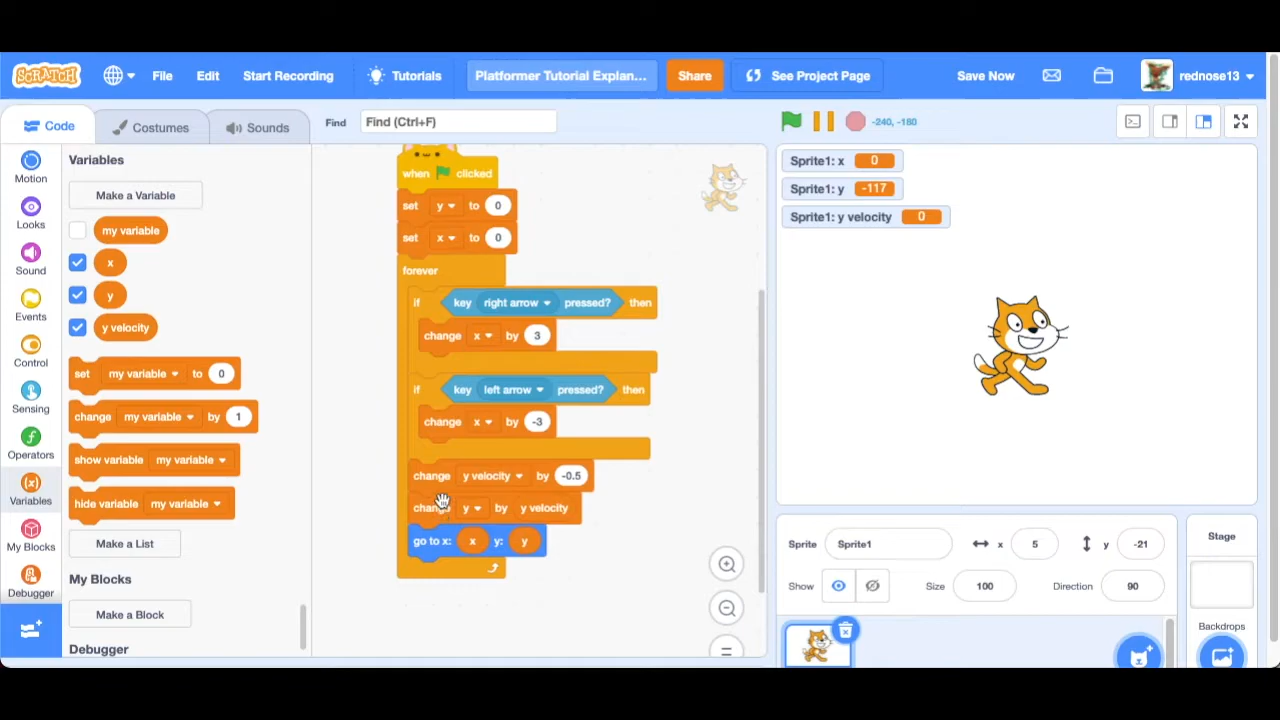 SCRATCH File Edit Start Recording Tutorials Platformer Tutorial Explan... Share See Project Page Save Now rednose13
Code Costumes Sounds Find Find (Ctrl+F) -240, -180
Motion
Looks
Sound
Events
Control
Sensing
Operators
Variables
My Blocks
Debugger
Variables
Make a Variable
my variable
x
y
y velocity
set my variable to 0
change my variable by 1
show variable my variable
hide variable my variable
Make a List
My Blocks
Make a Block
Debugger
when clicked
set y to 0
set x to 0
forever
if key right arrow pressed? then
change x by 3
if key left arrow pressed? then
change x by -3
change y velocity by -0.5
change y by y velocity
go to x: x y: y
Sprite1: x 0
Sprite1: y -117
Sprite1: y velocity 0
Sprite Sprite1 x 5 y -21
Show Size 100 Direction 90
Stage
Backdrops